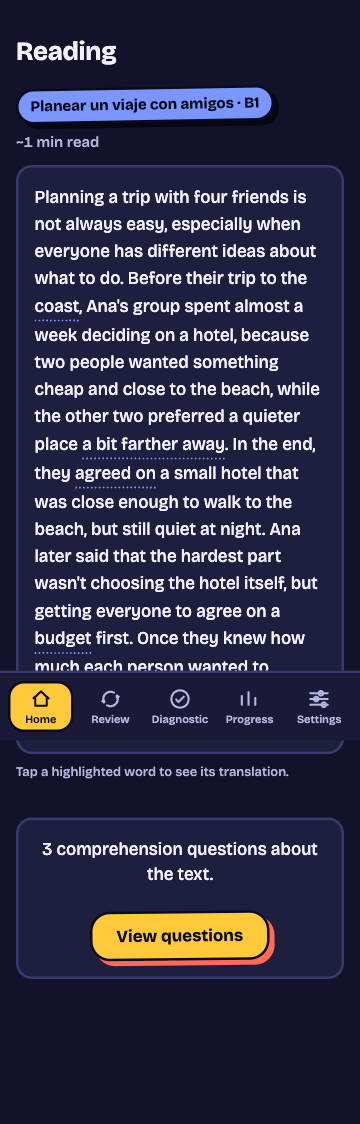 Reading
Planear un viaje con amigos · B1
~1 min read
Planning a trip with four friends is
not always easy, especially when
everyone has different ideas about
what to do. Before their trip to the
coast, Ana's group spent almost a
week deciding on a hotel, because
two people wanted something
cheap and close to the beach, while
the other two preferred a quieter
place a bit farther away. In the end,
they agreed on a small hotel that
was close enough to walk to the
beach, but still quiet at night. Ana
later said that the hardest part
wasn't choosing the hotel itself, but
getting everyone to agree on a
budget first. Once they knew how
much each person wanted to
Home
Review
Diagnostic
Progress
Settings
Tap a highlighted word to see its translation.
3 comprehension questions about
the text.
View questions